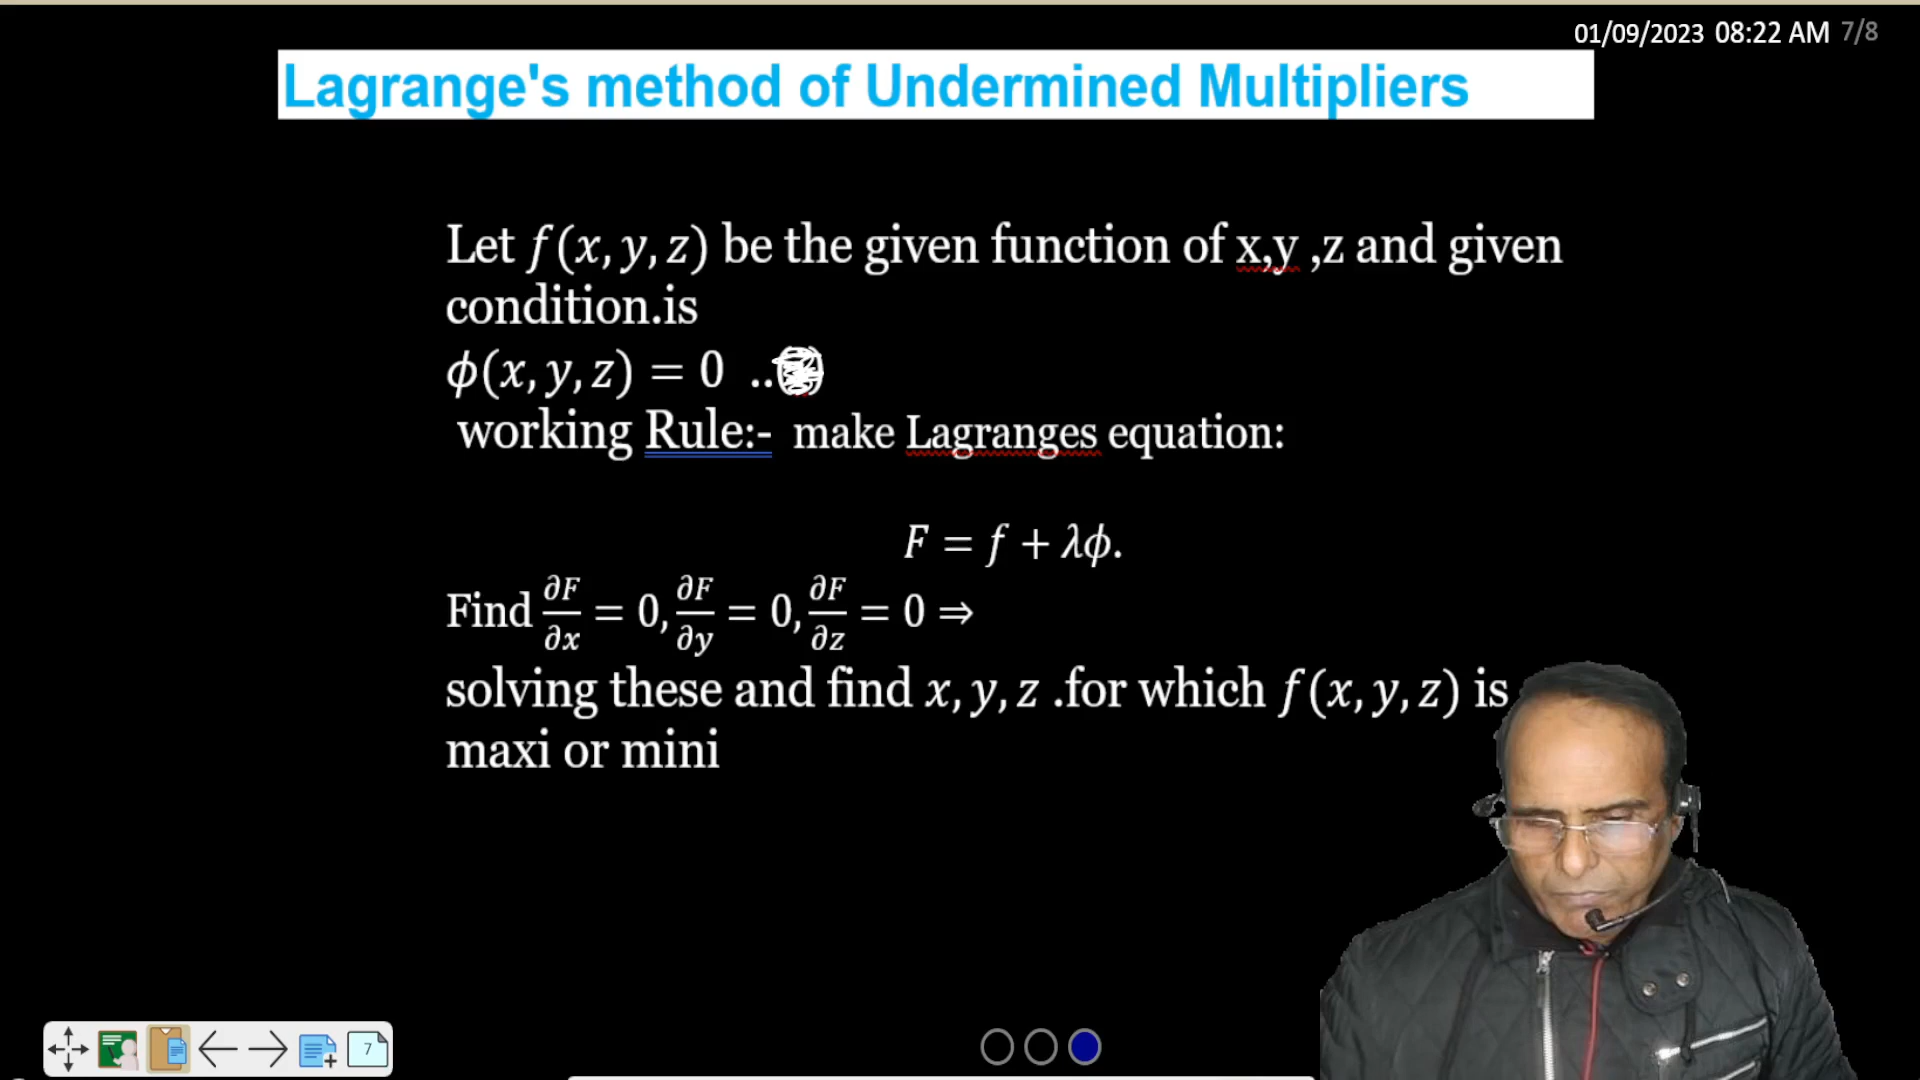 01/09/2023 08:22 AM 7/8
Lagrange's method of Undermined Multipliers
Let f(x, y, z) be the given function of x,y ,z and given
condition.is
ϕ(x, y, z) = 0 ..
working Rule:- make Lagranges equation:
F = f + λϕ.
Find ∂F/∂x = 0, ∂F/∂y = 0, ∂F/∂z = 0 ⇒
solving these and find x, y, z .for which f(x, y, z) is
maxi or mini
7